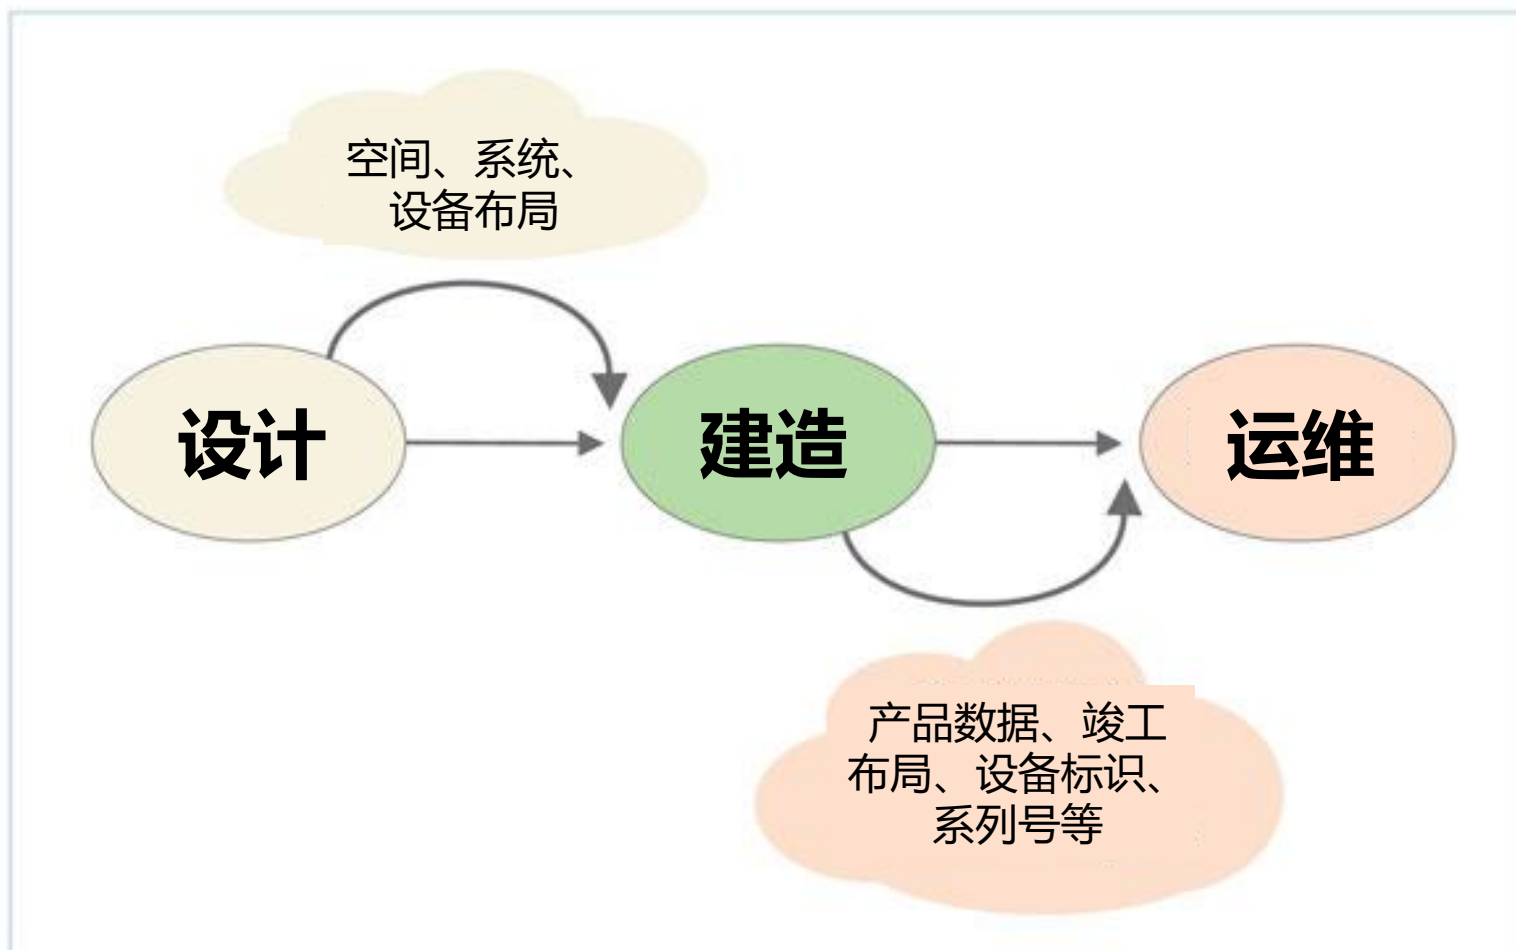 空间、系统、
设备布局
设计
建造
运维
产品数据、竣工
布局、设备标识、
系列号等